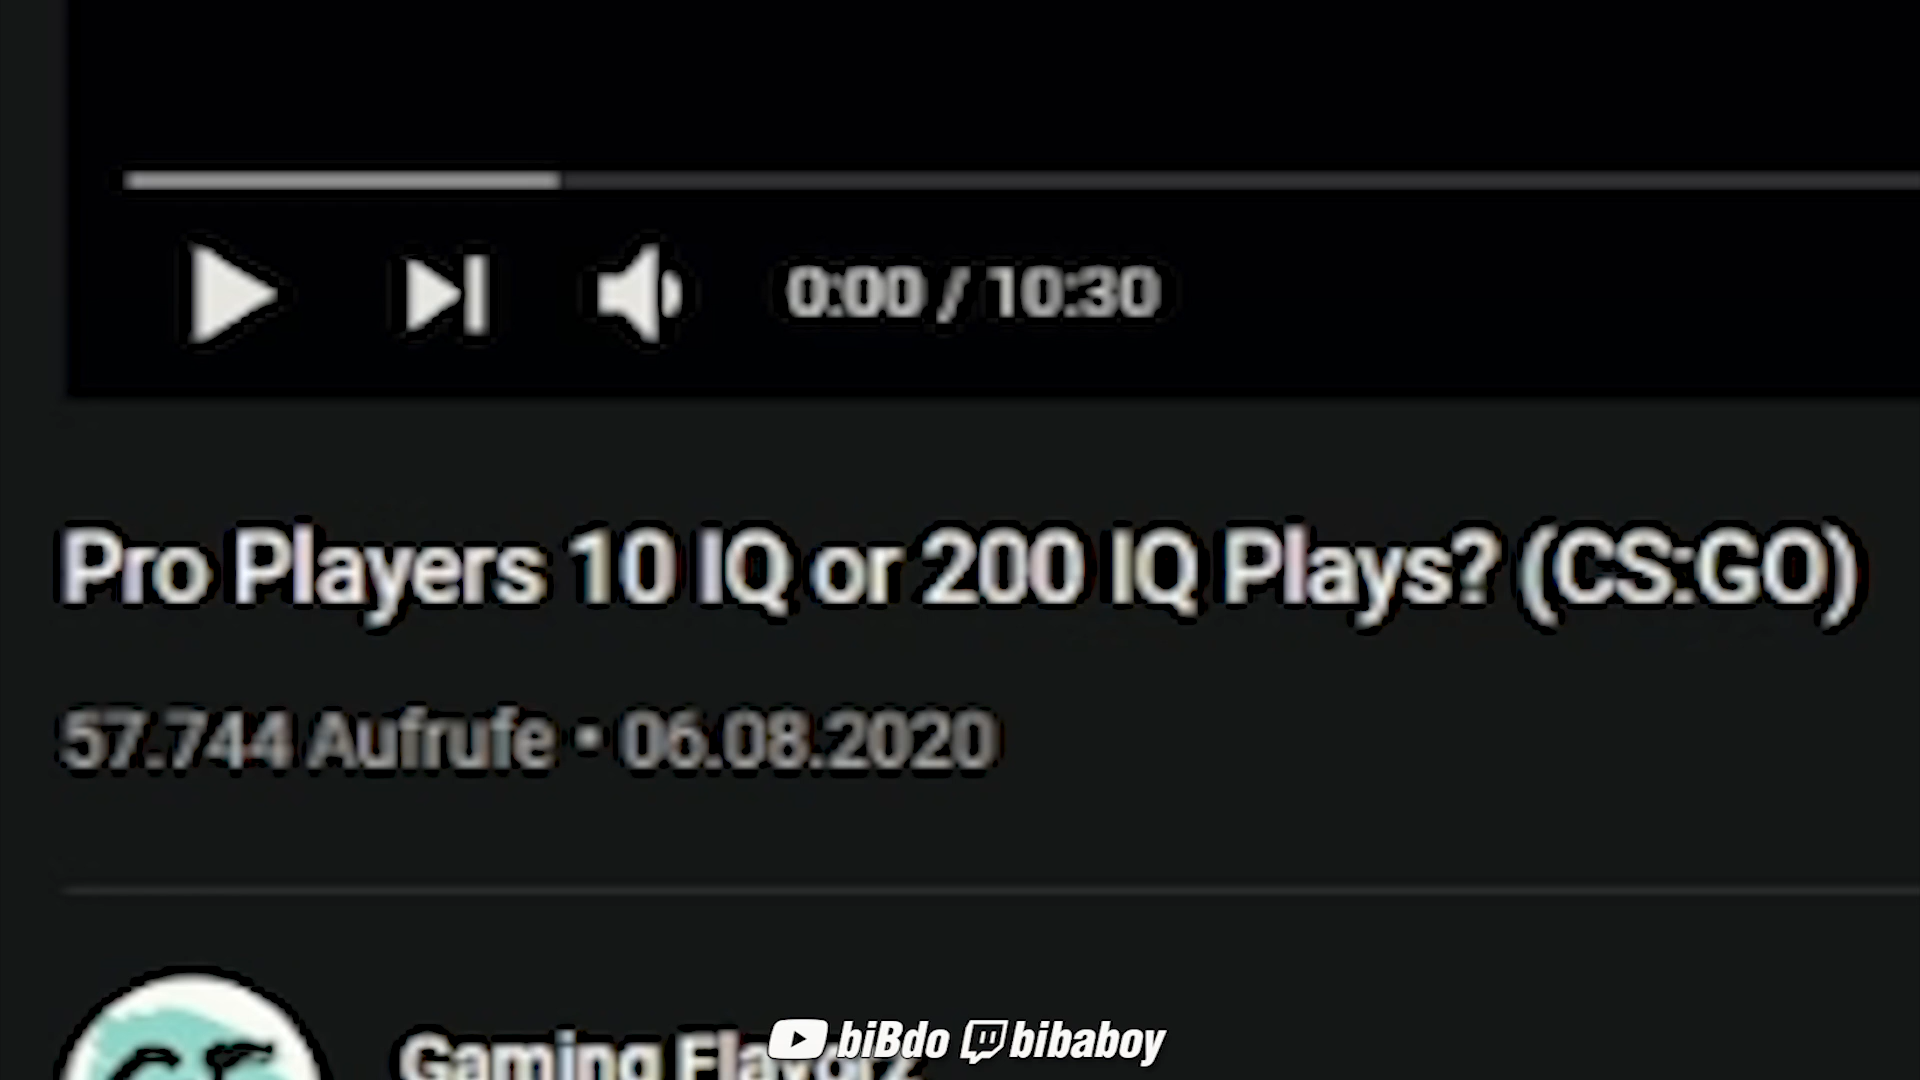 0:00 / 10:30
Pro Players 10 IQ or 200 IQ Plays? (CS:GO)
57.744 Aufrufe • 06.08.2020
Gaming
biBdo bibaboy